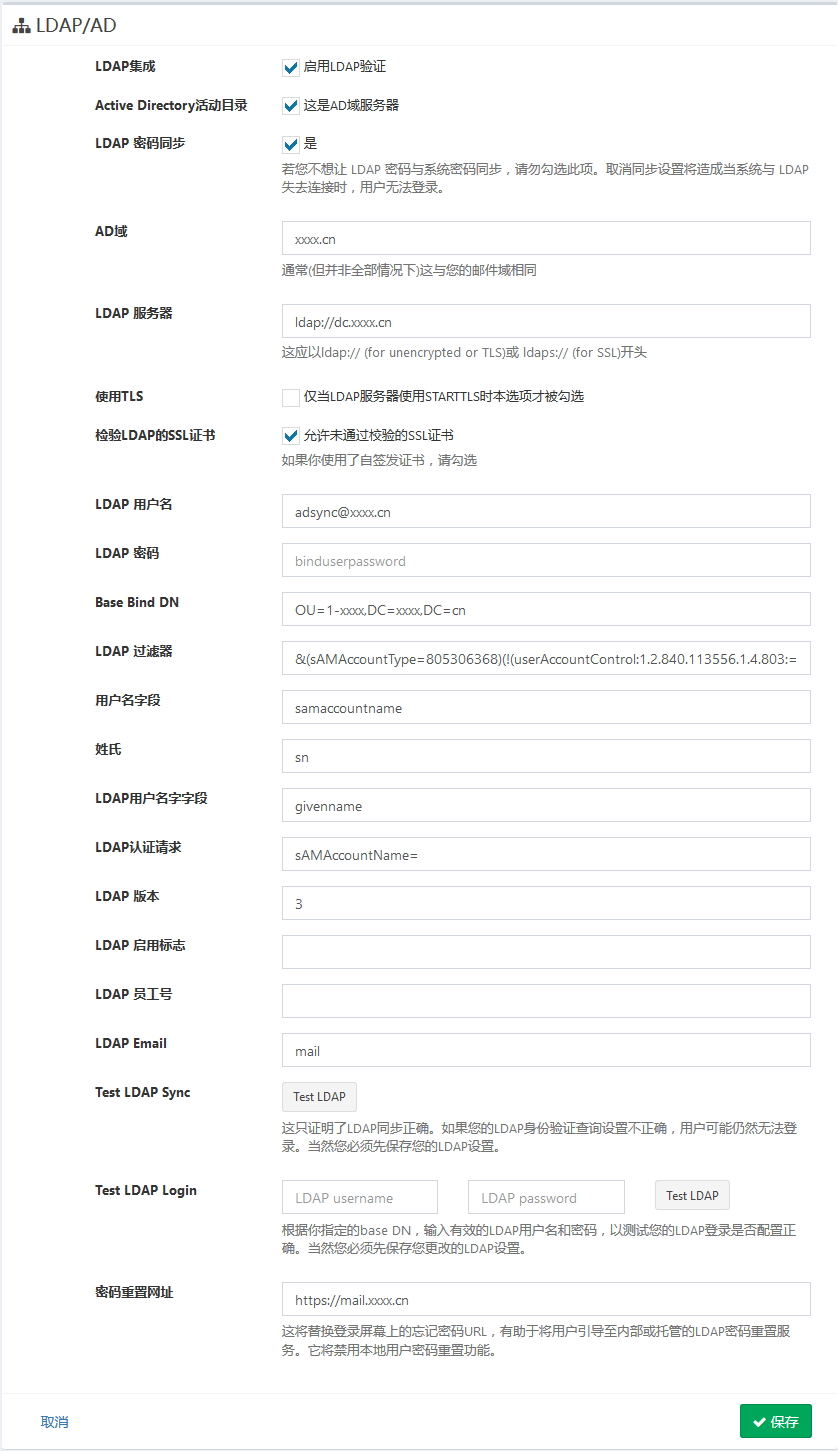 LDAP/AD
LDAP集成
启用LDAP验证
Active Directory活动目录
这是AD域服务器
LDAP 密码同步
是
若您不想让 LDAP 密码与系统密码同步，请勿勾选此项。取消同步设置将造成当系统与 LDAP
失去连接时，用户无法登录。
AD域
xxxx.cn
通常(但并非全部情况下)这与您的邮件域相同
LDAP 服务器
ldap://dc.xxxx.cn
这应以ldap:// (for unencrypted or TLS)或 ldaps:// (for SSL)开头
使用TLS
仅当LDAP服务器使用STARTTLS时本选项才被勾选
检验LDAP的SSL证书
允许未通过校验的SSL证书
如果你使用了自签发证书，请勾选
LDAP 用户名
adsync@xxxx.cn
LDAP 密码
binduserpassword
Base Bind DN
OU=1-xxxx,DC=xxxx,DC=cn
LDAP 过滤器
&(sAMAccountType=805306368)(!(userAccountControl:1.2.840.113556.1.4.803:=
用户名字段
samaccountname
姓氏
sn
LDAP用户名字字段
givenname
LDAP认证请求
sAMAccountName=
LDAP 版本
3
LDAP 启用标志
LDAP 员工号
LDAP Email
mail
Test LDAP Sync
Test LDAP
这只证明了LDAP同步正确。如果您的LDAP身份验证查询设置不正确，用户可能仍然无法登
录。当然您必须先保存您的LDAP设置。
Test LDAP Login
LDAP username
LDAP password
Test LDAP
根据你指定的base DN，输入有效的LDAP用户名和密码，以测试您的LDAP登录是否配置正
确。当然您必须先保存您更改的LDAP设置。
密码重置网址
https://mail.xxxx.cn
这将替换登录屏幕上的忘记密码URL，有助于将用户引导至内部或托管的LDAP密码重置服
务。它将禁用本地用户密码重置功能。
取消
保存